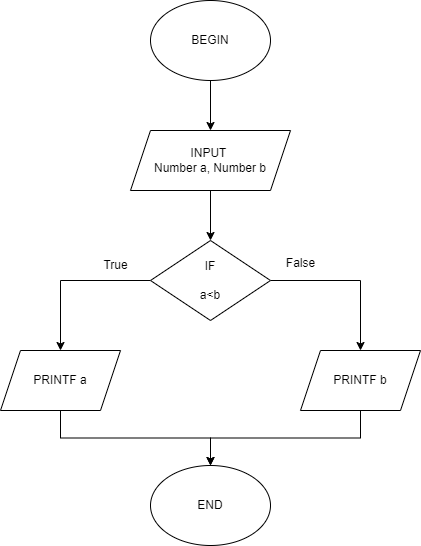 BEGIN
INPUT
Number a, Number b
IF
a<b
True
False
PRINTF a
PRINTF b
END